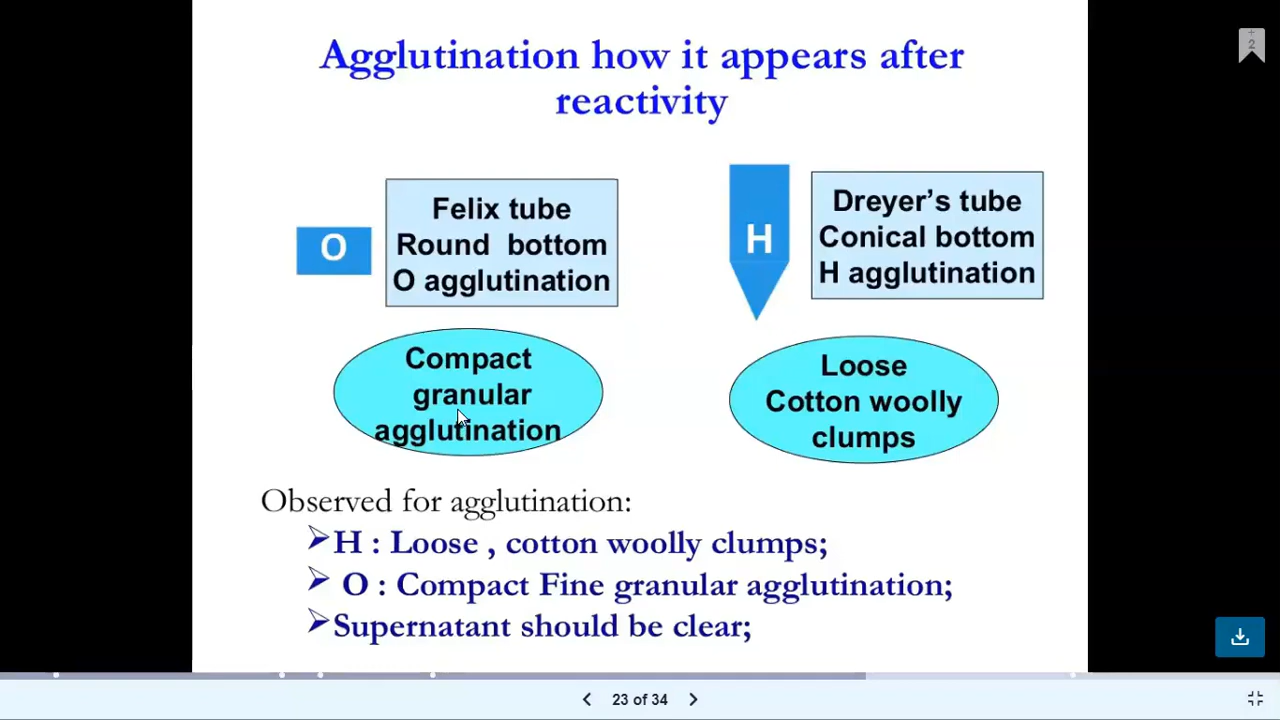 Agglutination how it appears after
reactivity
O
Felix tube
Round bottom
O agglutination
H
Dreyer’s tube
Conical bottom
H agglutination
Compact
granular
agglutination
Loose
Cotton woolly
clumps
Observed for agglutination:
➢H : Loose , cotton woolly clumps;
➢ O : Compact Fine granular agglutination;
➢Supernatant should be clear;
+
2
23 of 34